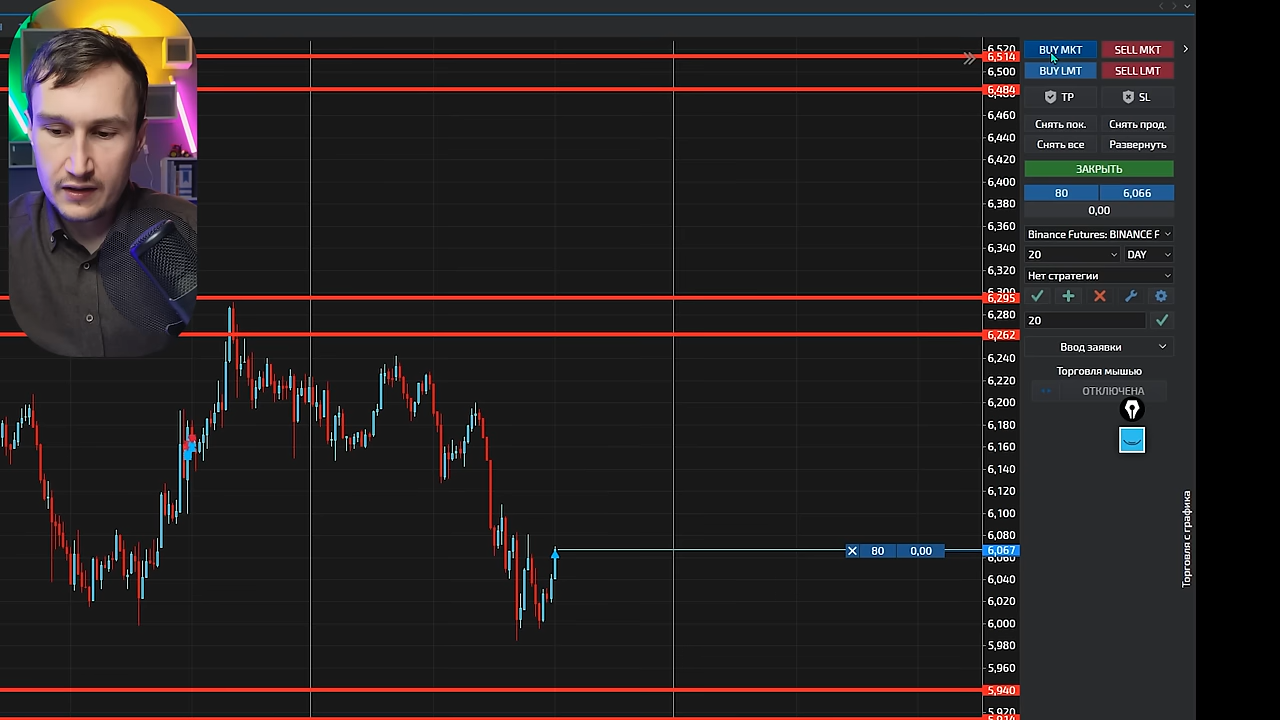 6,520
6,514
6,500
6,484
6,460
6,440
6,420
6,400
6,380
6,360
6,340
6,320
6,295
6,280
6,262
6,240
6,220
6,200
6,180
6,160
6,140
6,120
6,100
6,067
6,040
6,020
6,000
5,980
5,960
5,940
5,920
80 0,00
BUY MKT SELL MKT
BUY LMT SELL LMT
TP SL
Снять пок. Снять прод.
Снять все Развернуть
ЗАКРЫТЬ
80 6,066
0,00
Binance Futures: BINANCE F
20 DAY
Нет стратегии
20
Ввод заявки
Торговля мышью
ОТКЛЮЧЕНА
Торговля с графика